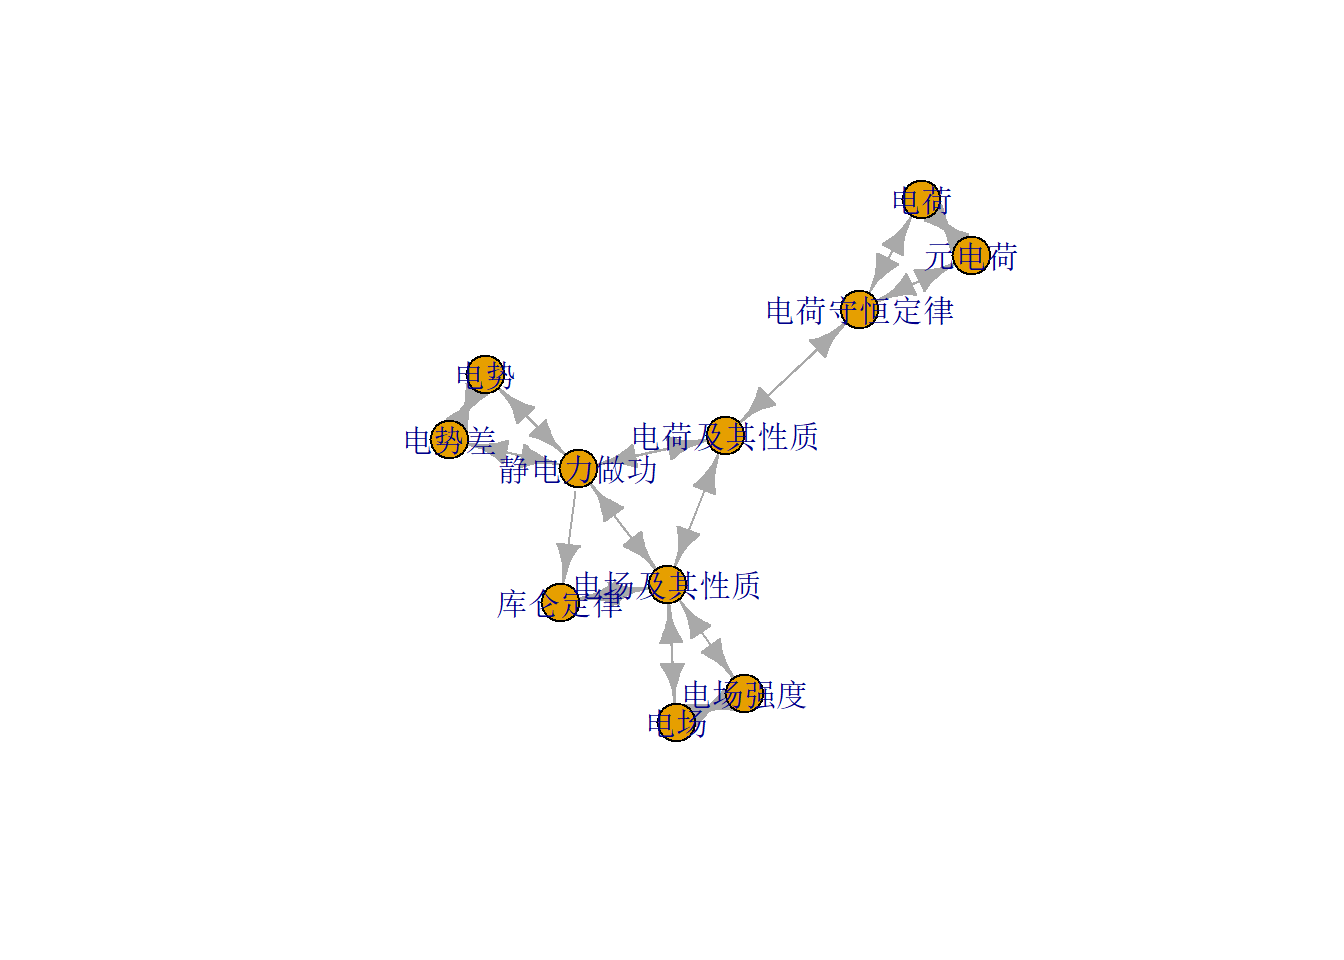 电荷
元电荷
电荷守恒定律
电势
电荷及其性质
电势差
静电力做功
电场及其性质
库仑定律
电场强度
电场